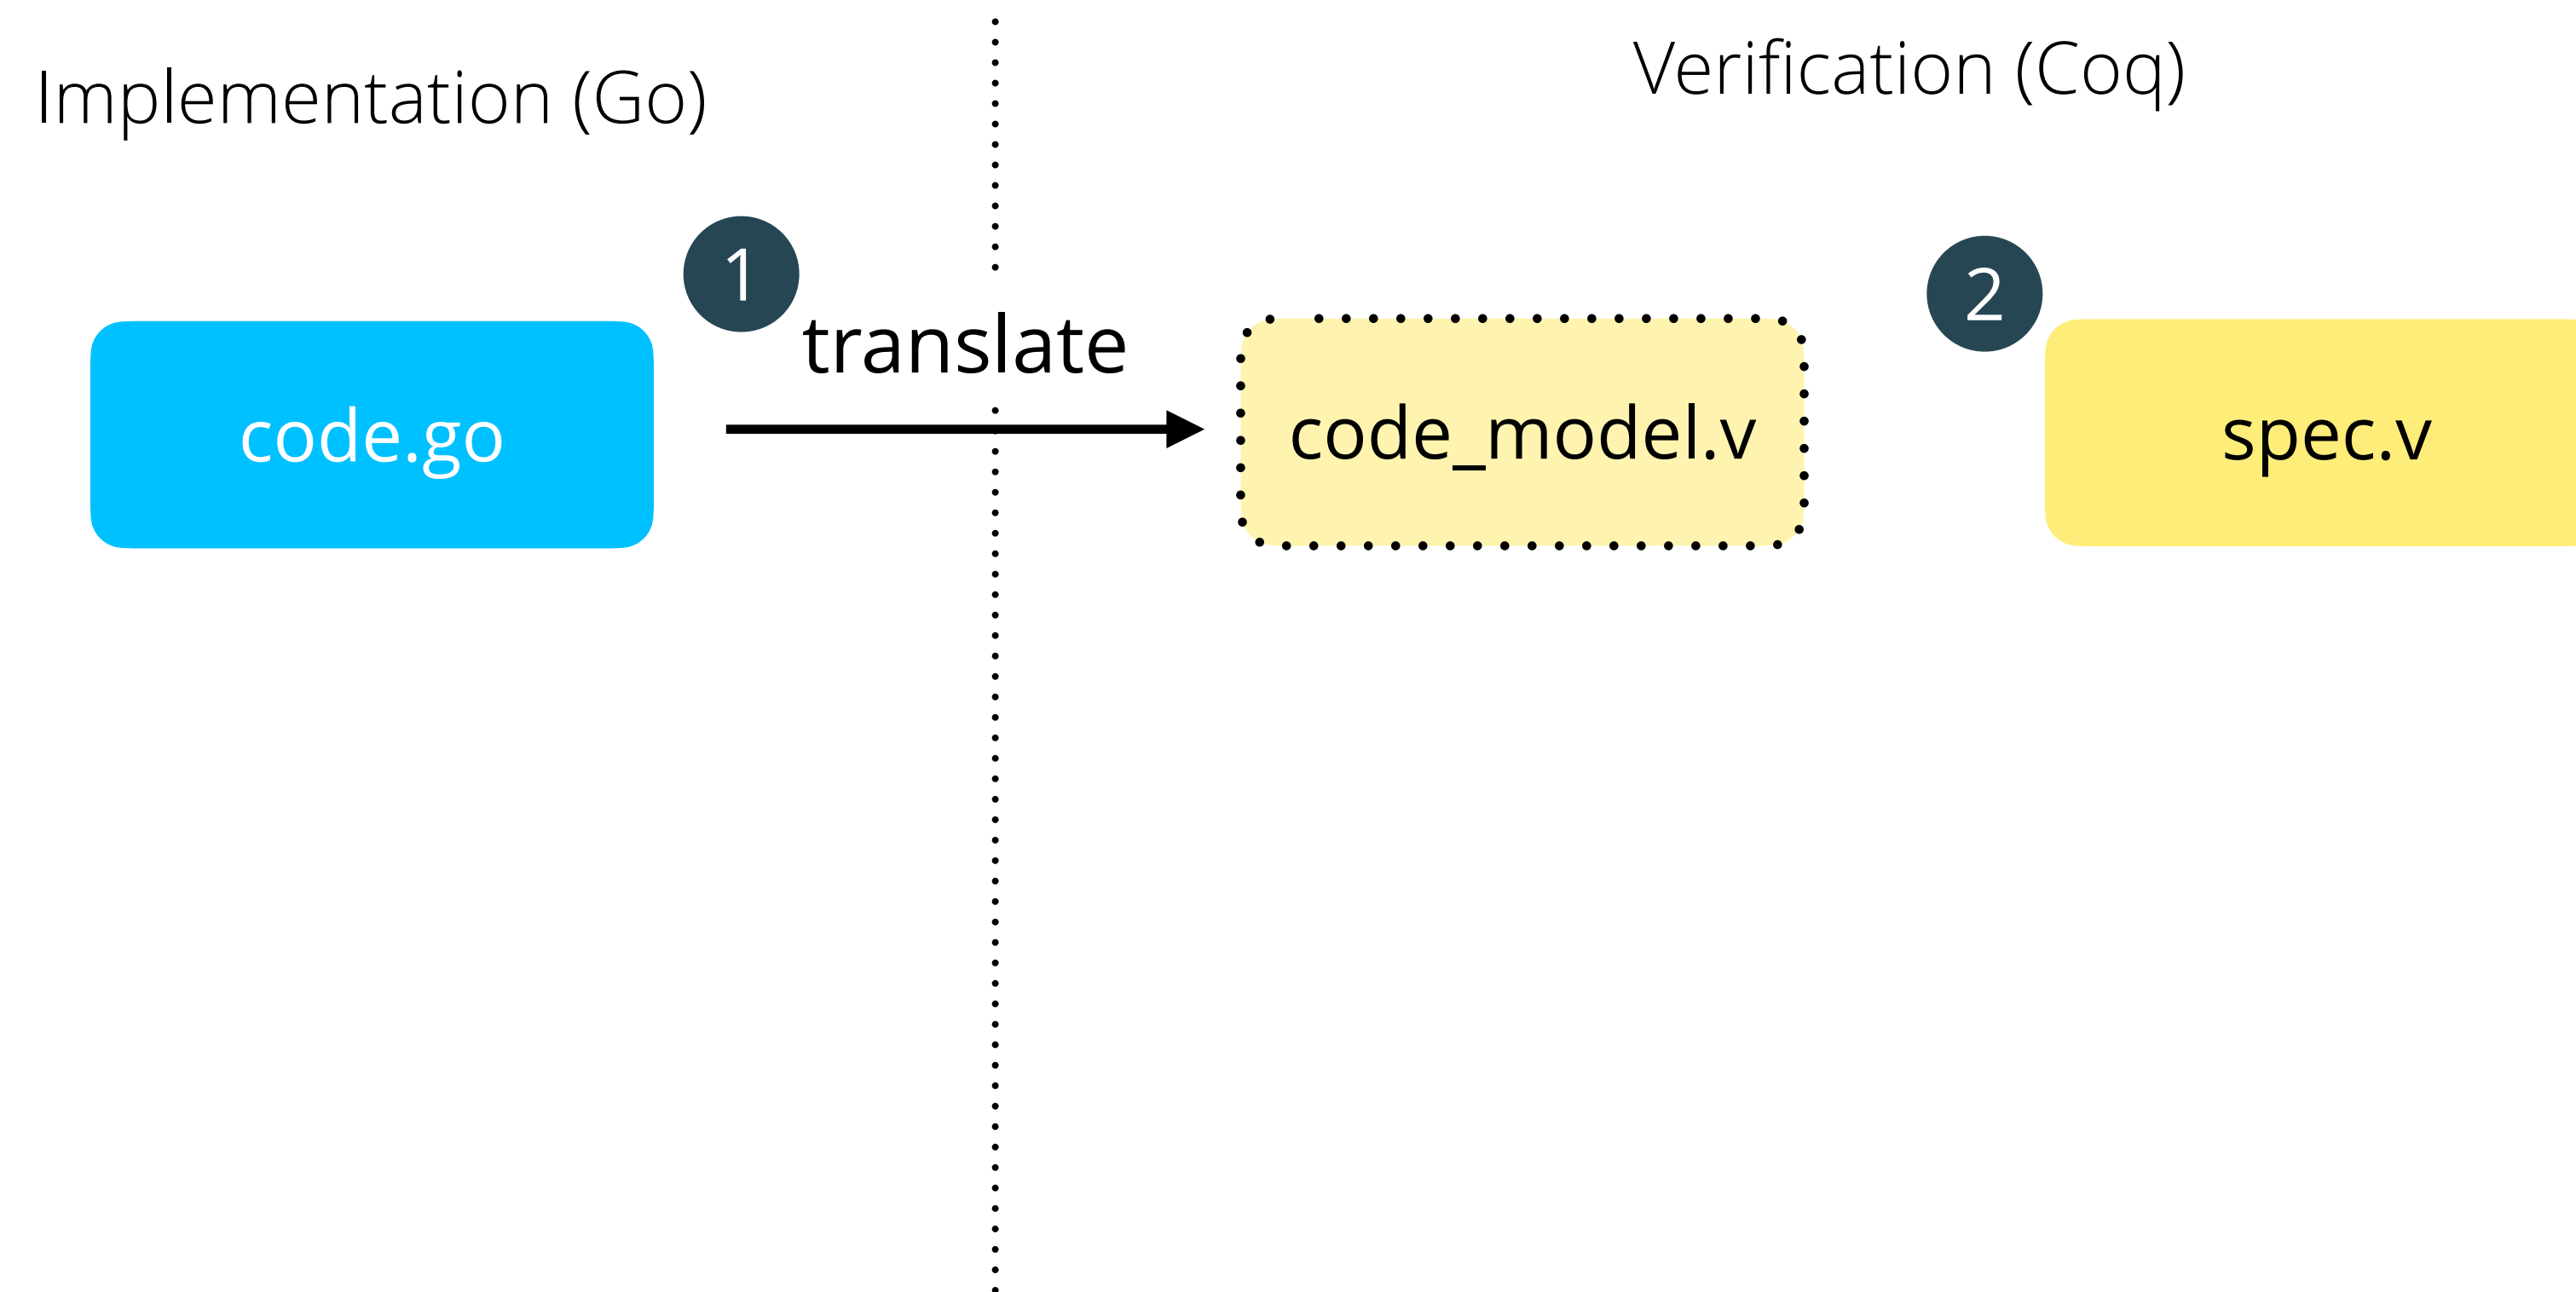 Implementation (Go)
Verification (Coq)
1
translate
2
code.go
code_model.v
spec.v